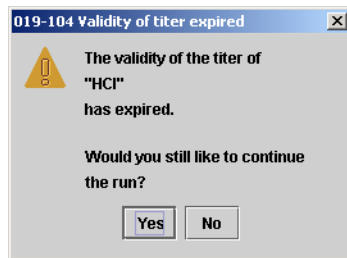 019-104 Validity of titer expired
The validity of the titer of
"HCl"
has expired.
Would you still like to continue
the run?
Yes No